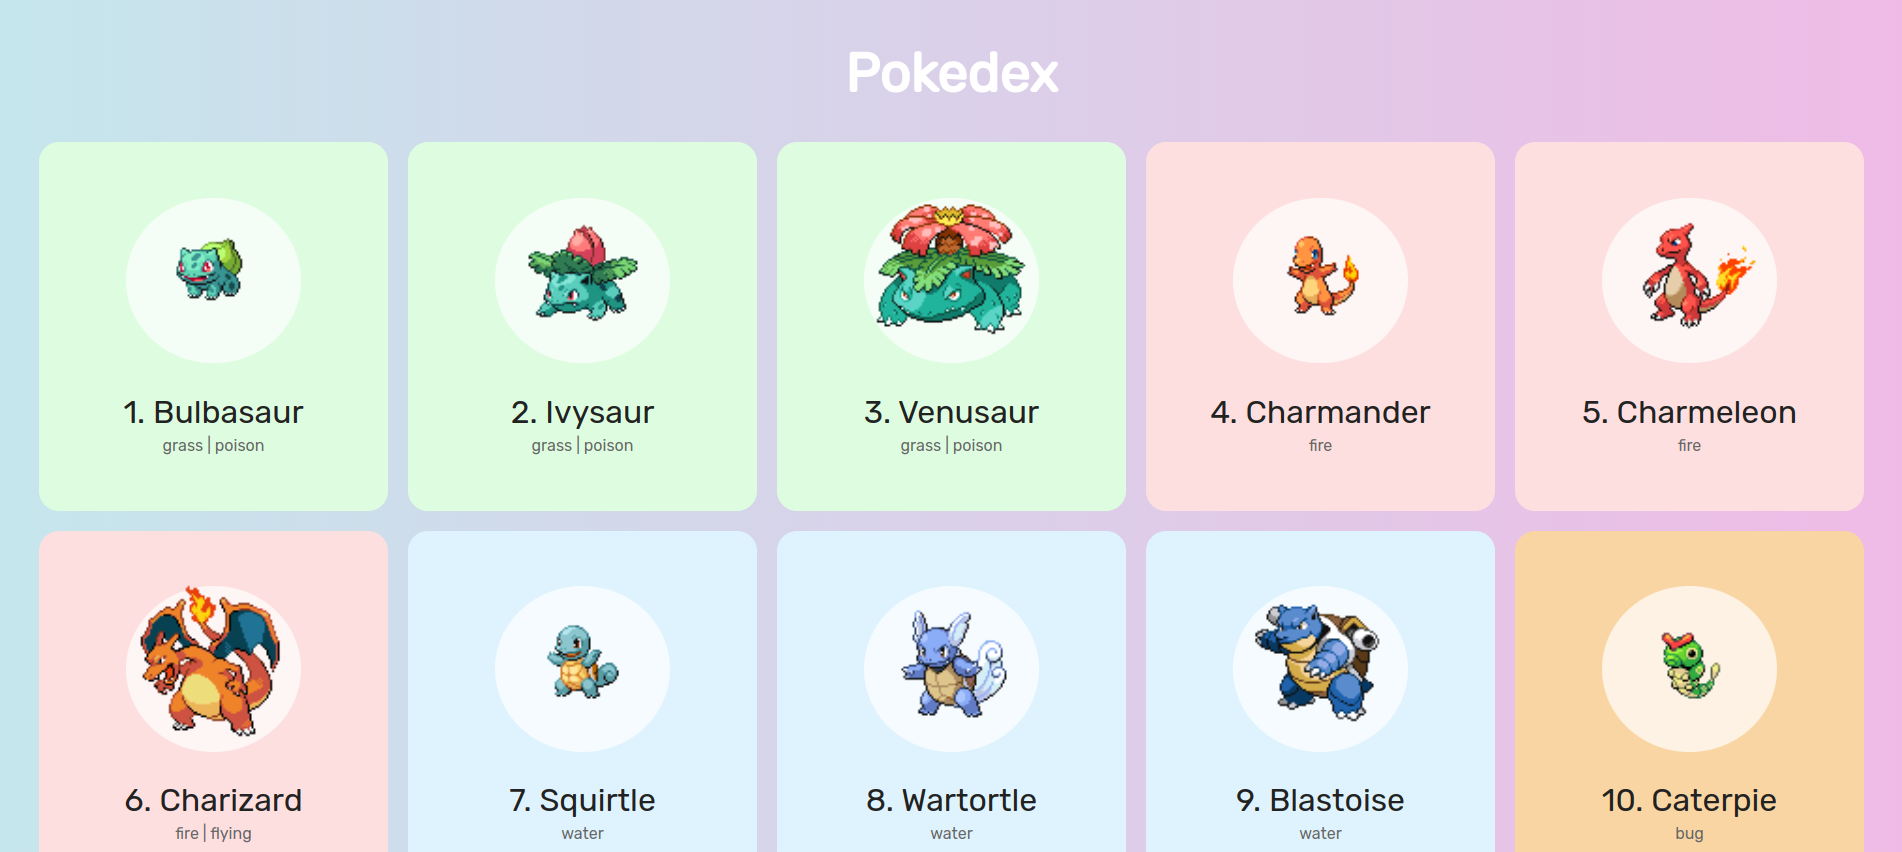 Pokedex
1. Bulbasaur
grass | poison
2. Ivysaur
grass | poison
3. Venusaur
grass | poison
4. Charmander
fire
5. Charmeleon
fire
6. Charizard
fire | flying
7. Squirtle
water
8. Wartortle
water
9. Blastoise
water
10. Caterpie
bug